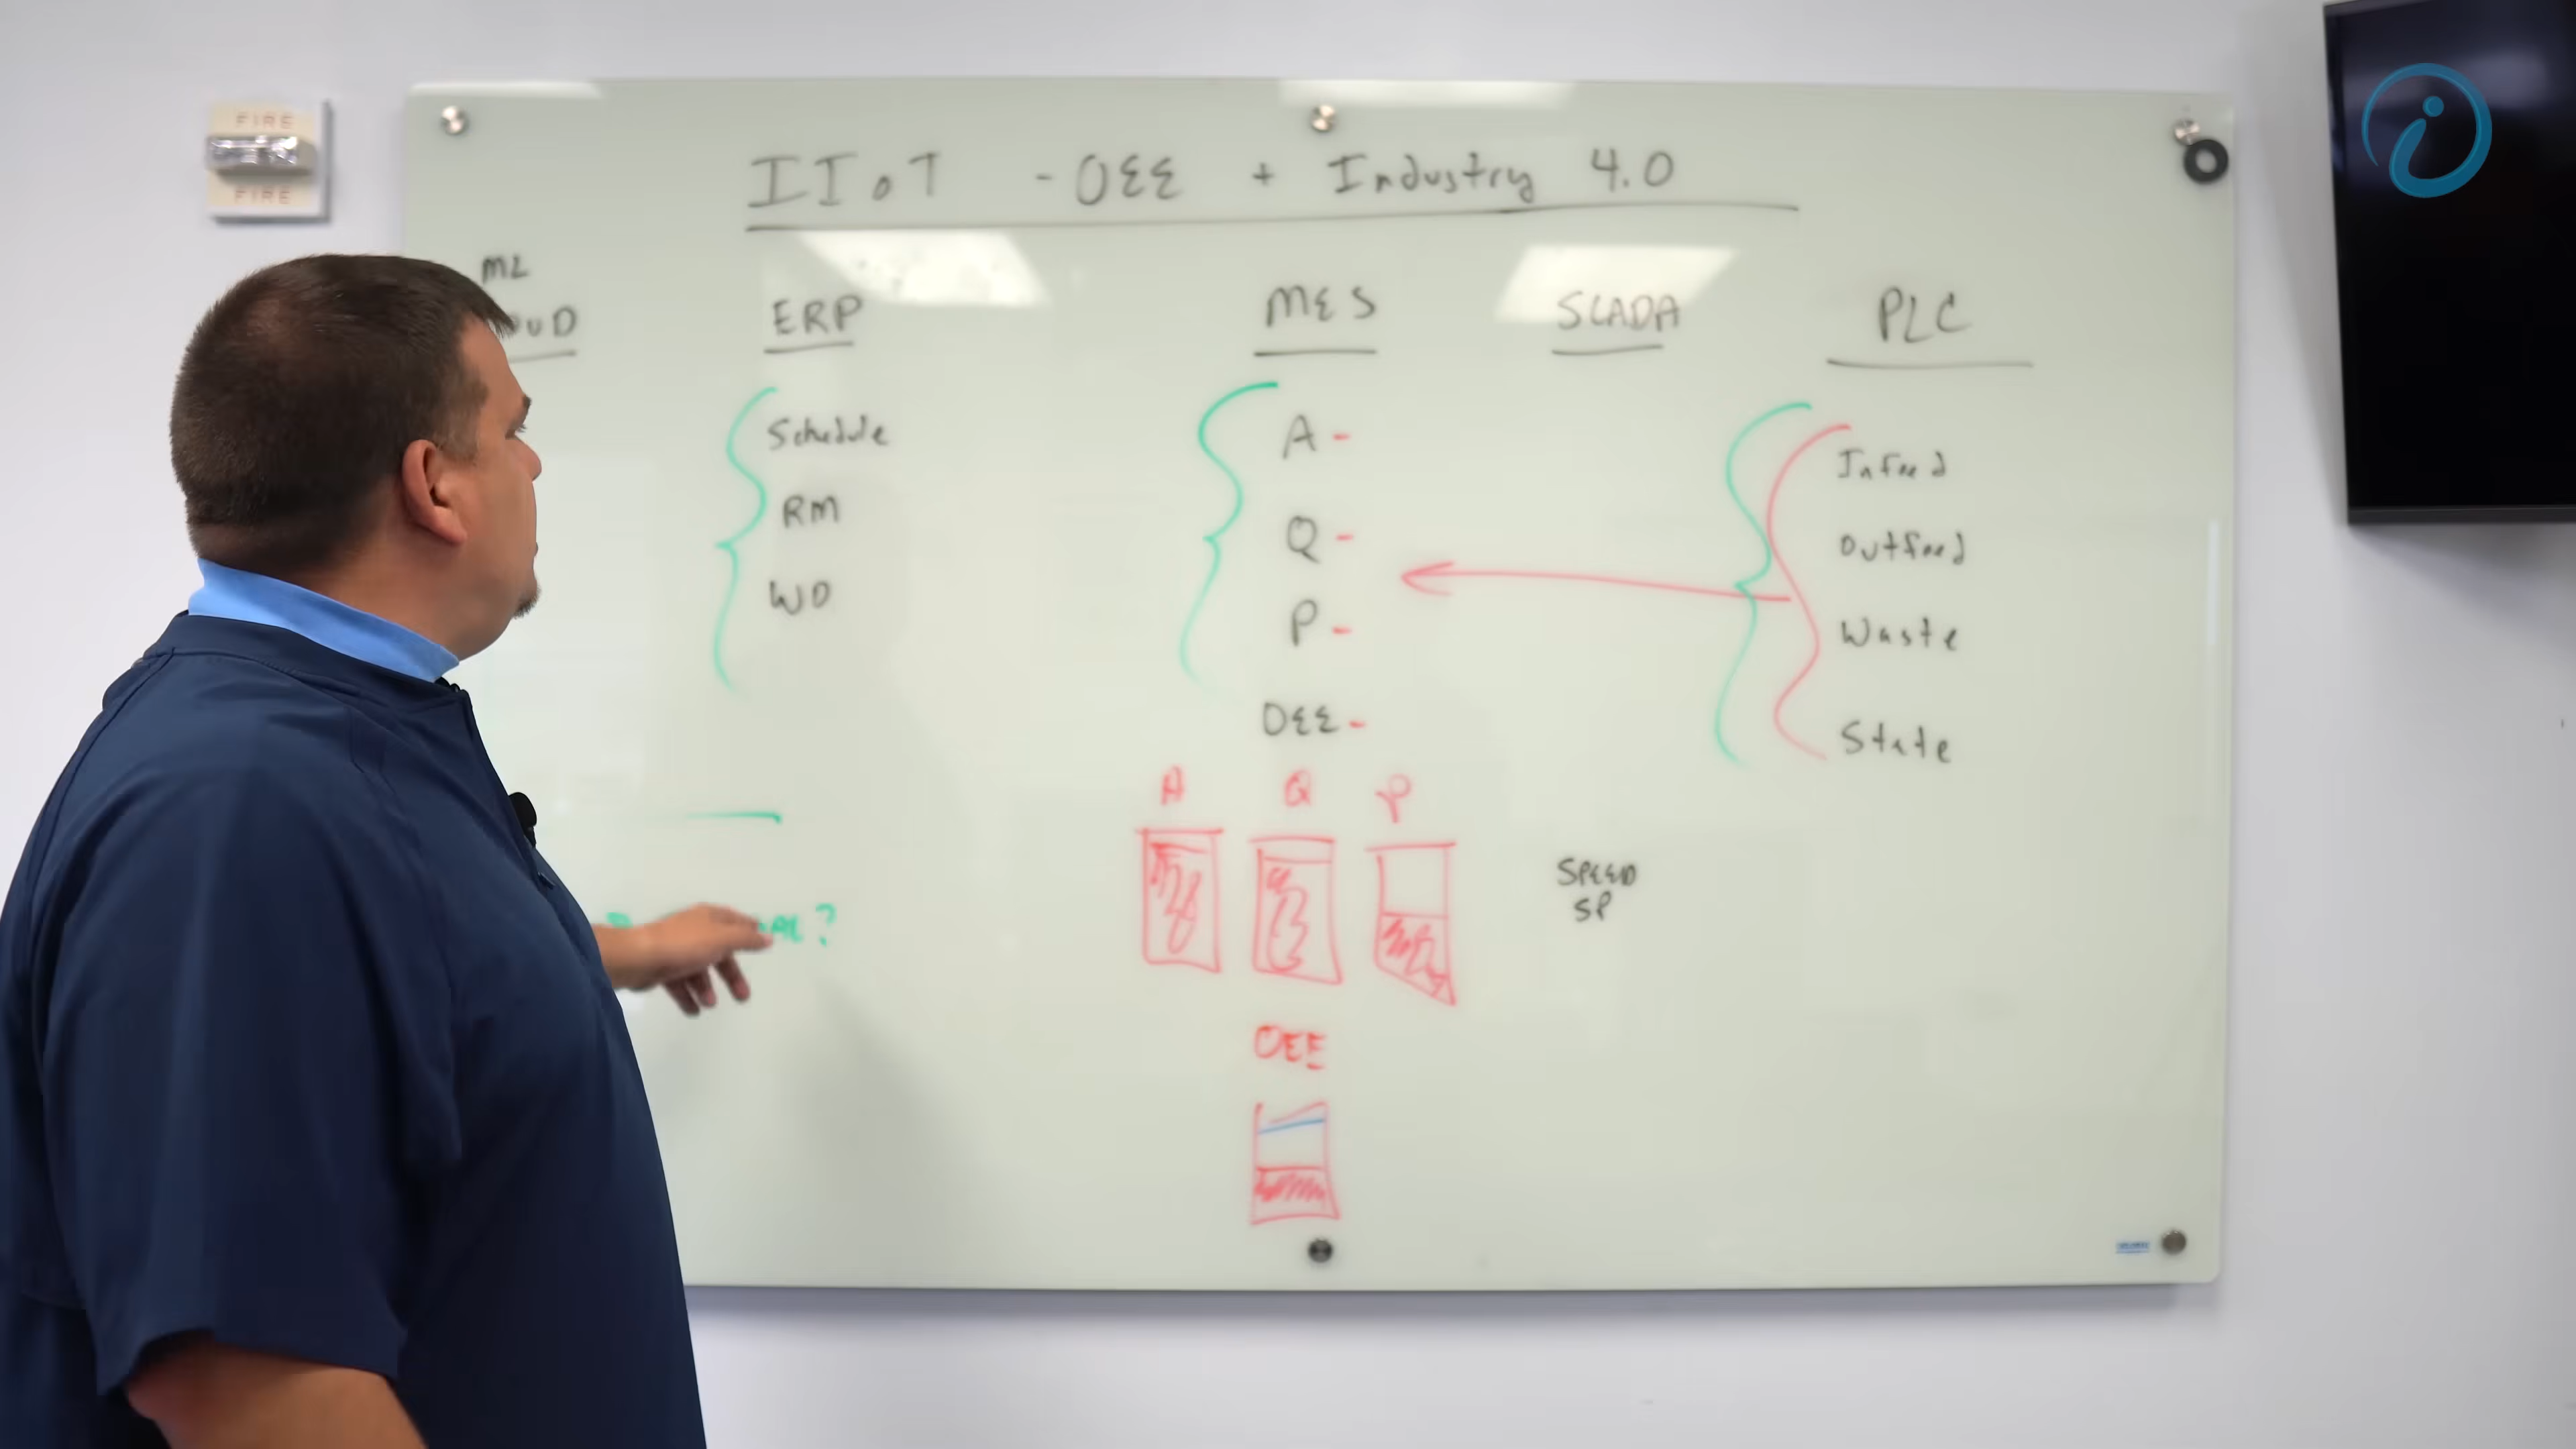 FIRE
FIRE
IIoT - OEE + Industry 4.0
ML
ERP
MES
SCADA
PLC
Schedule
RM
WO
A -
Q -
P -
OEE -
Infeed
Outfeed
Waste
State
A Q P
SPEED
SP
OEE